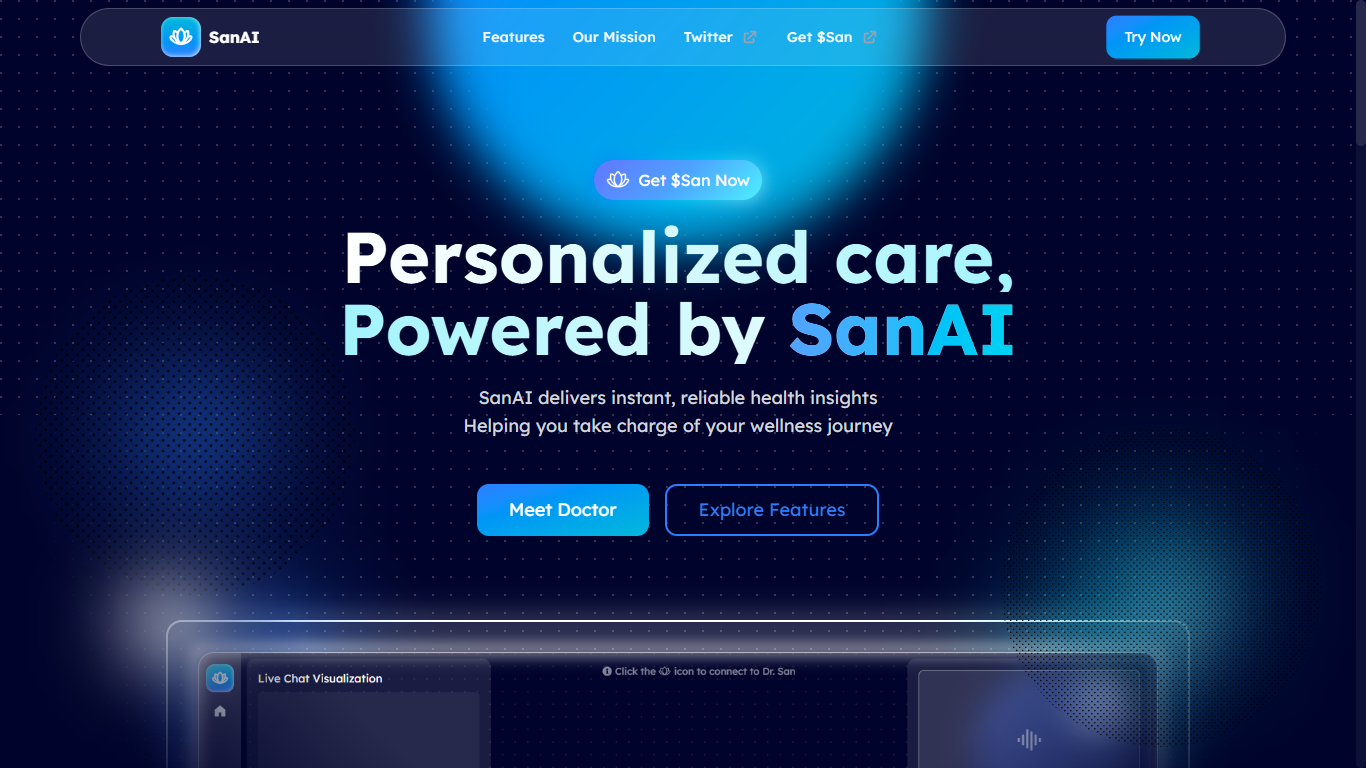 SanAI
Features
Our Mission
Twitter
Get $San
Try Now
Get $San Now
Personalized care,
Powered by SanAI
SanAI delivers instant, reliable health insights
Helping you take charge of your wellness journey
Meet Doctor
Explore Features
Live Chat Visualization
Click the icon to connect to Dr. San